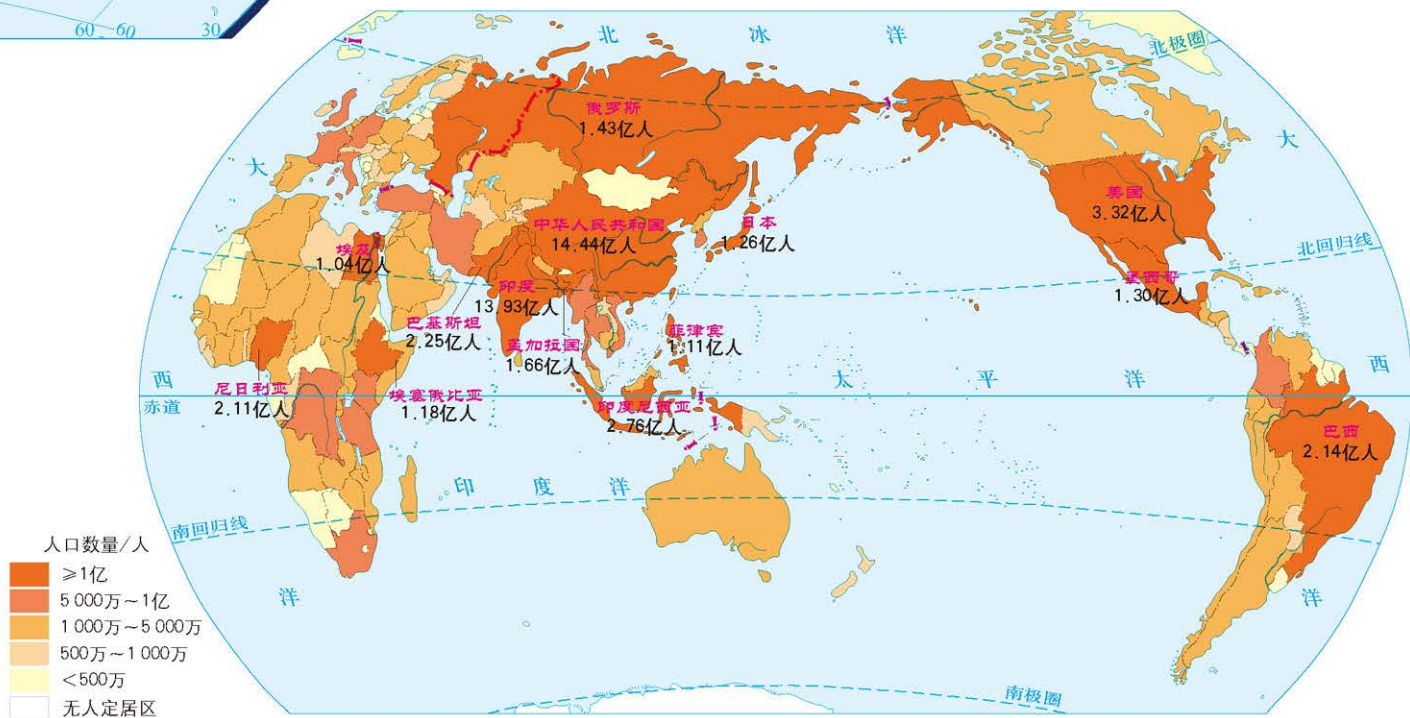 60
60
30
北冰洋
北极圈
俄罗斯
1.43亿人
大
大
美国
3.32亿人
中华人民共和国
14.44亿人
日本
1.26亿人
北回归线
埃及
1.04亿人
墨西哥
1.30亿人
印度
13.93亿人
巴基斯坦
2.25亿人
孟加拉国
1.66亿人
菲律宾
1.11亿人
西
太平洋
西
尼日利亚
2.11亿人
赤道
埃塞俄比亚
1.18亿人
印度尼西亚
2.76亿人
巴西
2.14亿人
印度洋
南回归线
洋
洋
南极圈
人口数量/人
≥1亿
5 000万~1亿
1 000万~5 000万
500万~1 000万
<500万
无人定居区